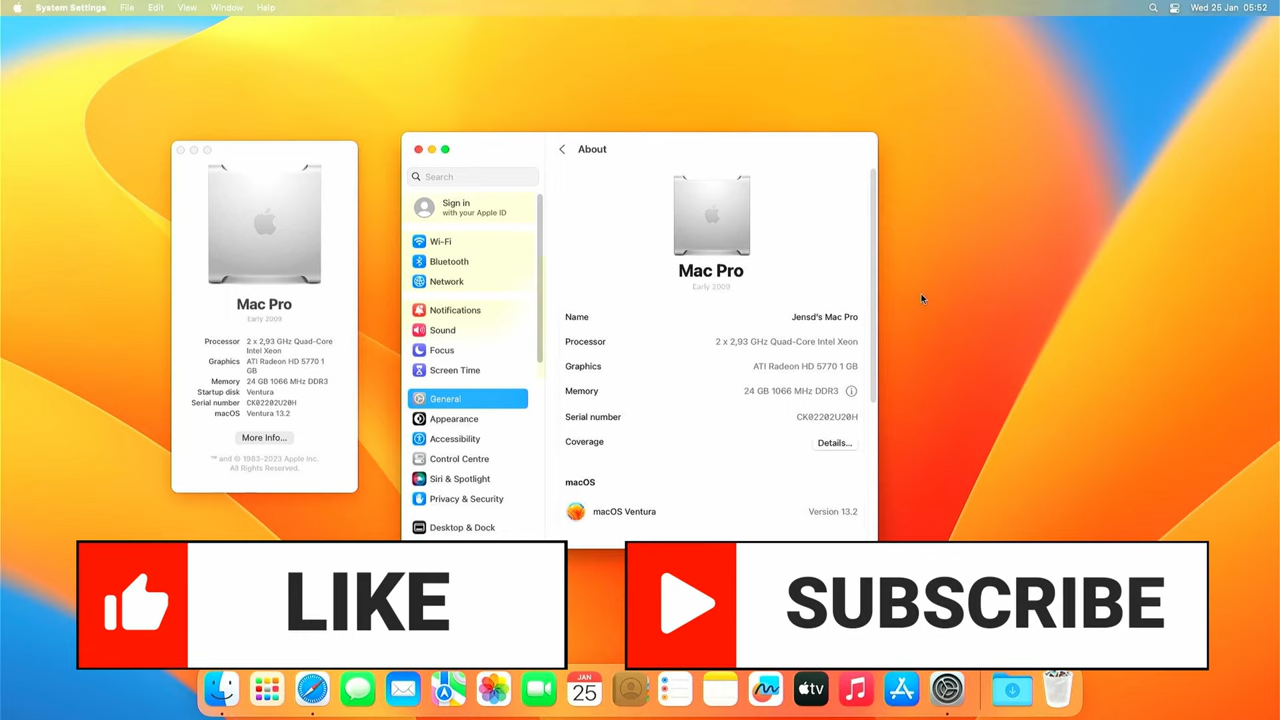 System Settings File Edit View Window Help
Wed 25 Jan 05:52
Mac Pro
Early 2009
Processor 2 x 2,93 GHz Quad-Core
Intel Xeon
Graphics ATI Radeon HD 5770 1
GB
Memory 24 GB 1066 MHz DDR3
Startup disk Ventura
Serial number CK02202U20H
macOS Ventura 13.2
More Info...
™ and © 1983-2023 Apple Inc.
All Rights Reserved.
Search
Sign in
with your Apple ID
Wi-Fi
Bluetooth
Network
Notifications
Sound
Focus
Screen Time
General
Appearance
Accessibility
Control Centre
Siri & Spotlight
Privacy & Security
Desktop & Dock
About
Mac Pro
Early 2009
Name Jensd's Mac Pro
Processor 2 x 2,93 GHz Quad-Core Intel Xeon
Graphics ATI Radeon HD 5770 1 GB
Memory 24 GB 1066 MHz DDR3
Serial number CK02202U20H
Coverage Details...
macOS
macOS Ventura Version 13.2
LIKE
SUBSCRIBE
JAN
25
tv